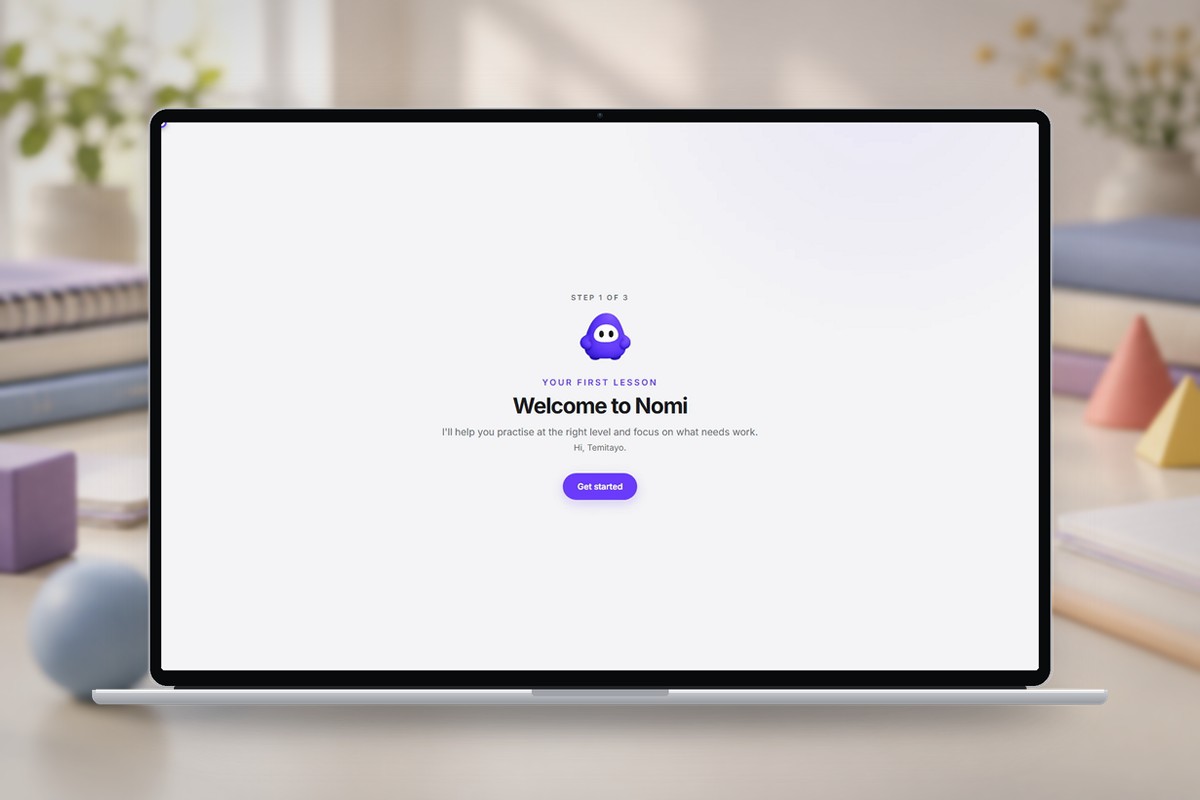 STEP 1 OF 3
YOUR FIRST LESSON
Welcome to Nomi
I'll help you practise at the right level and focus on what needs work.
Hi, Temitayo.
Get started